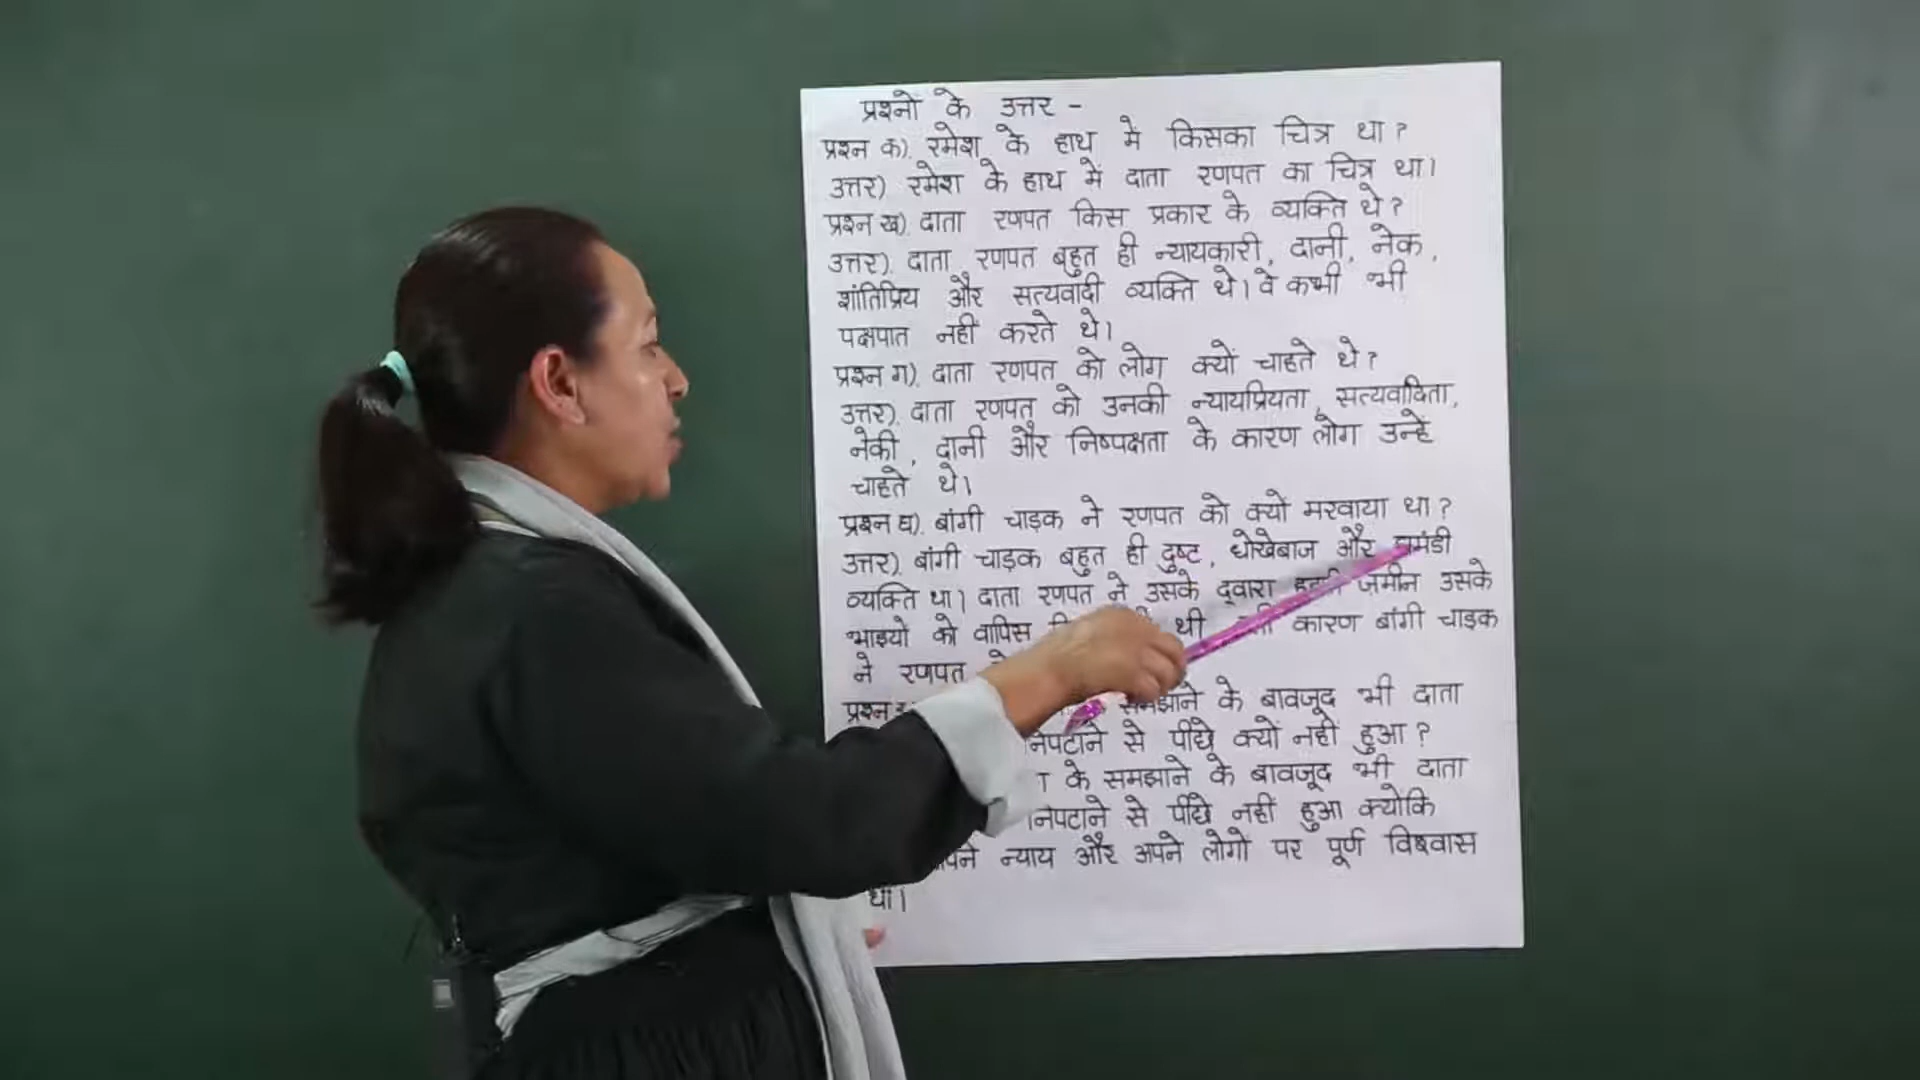 प्रश्नों के उत्तर -
प्रश्न क). रमेश के हाथ में किसका चित्र था?
उत्तर) रमेश के हाथ में दाता रणपत का चित्र था।
प्रश्न ख). दाता रणपत किस प्रकार के व्यक्ति थे?
उत्तर). दाता रणपत बहुत ही न्यायकारी, दानी, नेक,
शांतिप्रिय और सत्यवादी व्यक्ति थे। वे कभी भी
पक्षपात नहीं करते थे।
प्रश्न ग). दाता रणपत को लोग क्यों चाहते थे?
उत्तर). दाता रणपत को उनकी न्यायप्रियता, सत्यवादिता,
नेकी, दानी और निष्पक्षता के कारण लोग उन्हें
चाहते थे।
प्रश्न घ). बांगी चाड़क ने रणपत को क्यों मरवाया था?
उत्तर). बांगी चाड़क बहुत ही दुष्ट, धोखेबाज और घमंडी
व्यक्ति था। दाता रणपत ने उसके द्वारा ज़मीन उसके
भाइयो को वापिस थी कारण बांगी चाड़क
ने रणपत
प्रश्न समझाने के बावजूद भी दाता
निपटाने से पीछे क्यों नहीं हुआ?
के समझाने के बावजूद भी दाता
निपटाने से पीछे नहीं हुआ क्योकि
न्याय और अपने लोगो पर पूर्ण विश्वास
था।